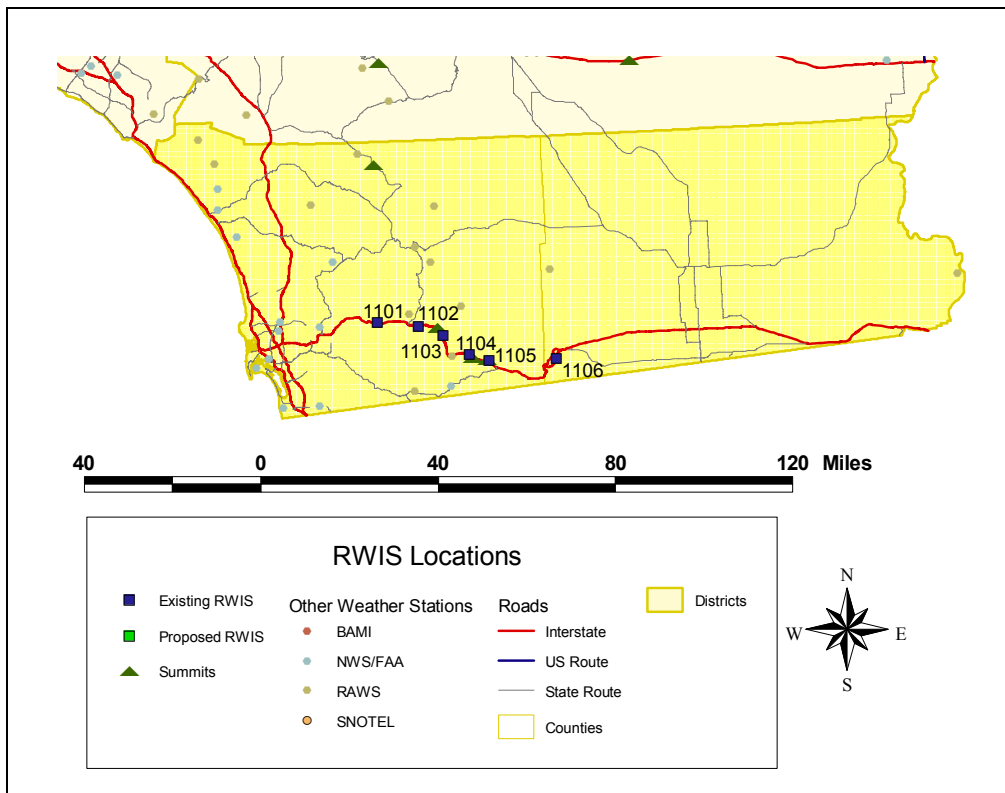 1101
1102
1103
1104
1105
1106
40 0 40 80 120 Miles
RWIS Locations
Existing RWIS
Proposed RWIS
Summits
Other Weather Stations
BAMI
NWS/FAA
RAWS
SNOTEL
Roads
Interstate
US Route
State Route
Counties
Districts
N
W E
S